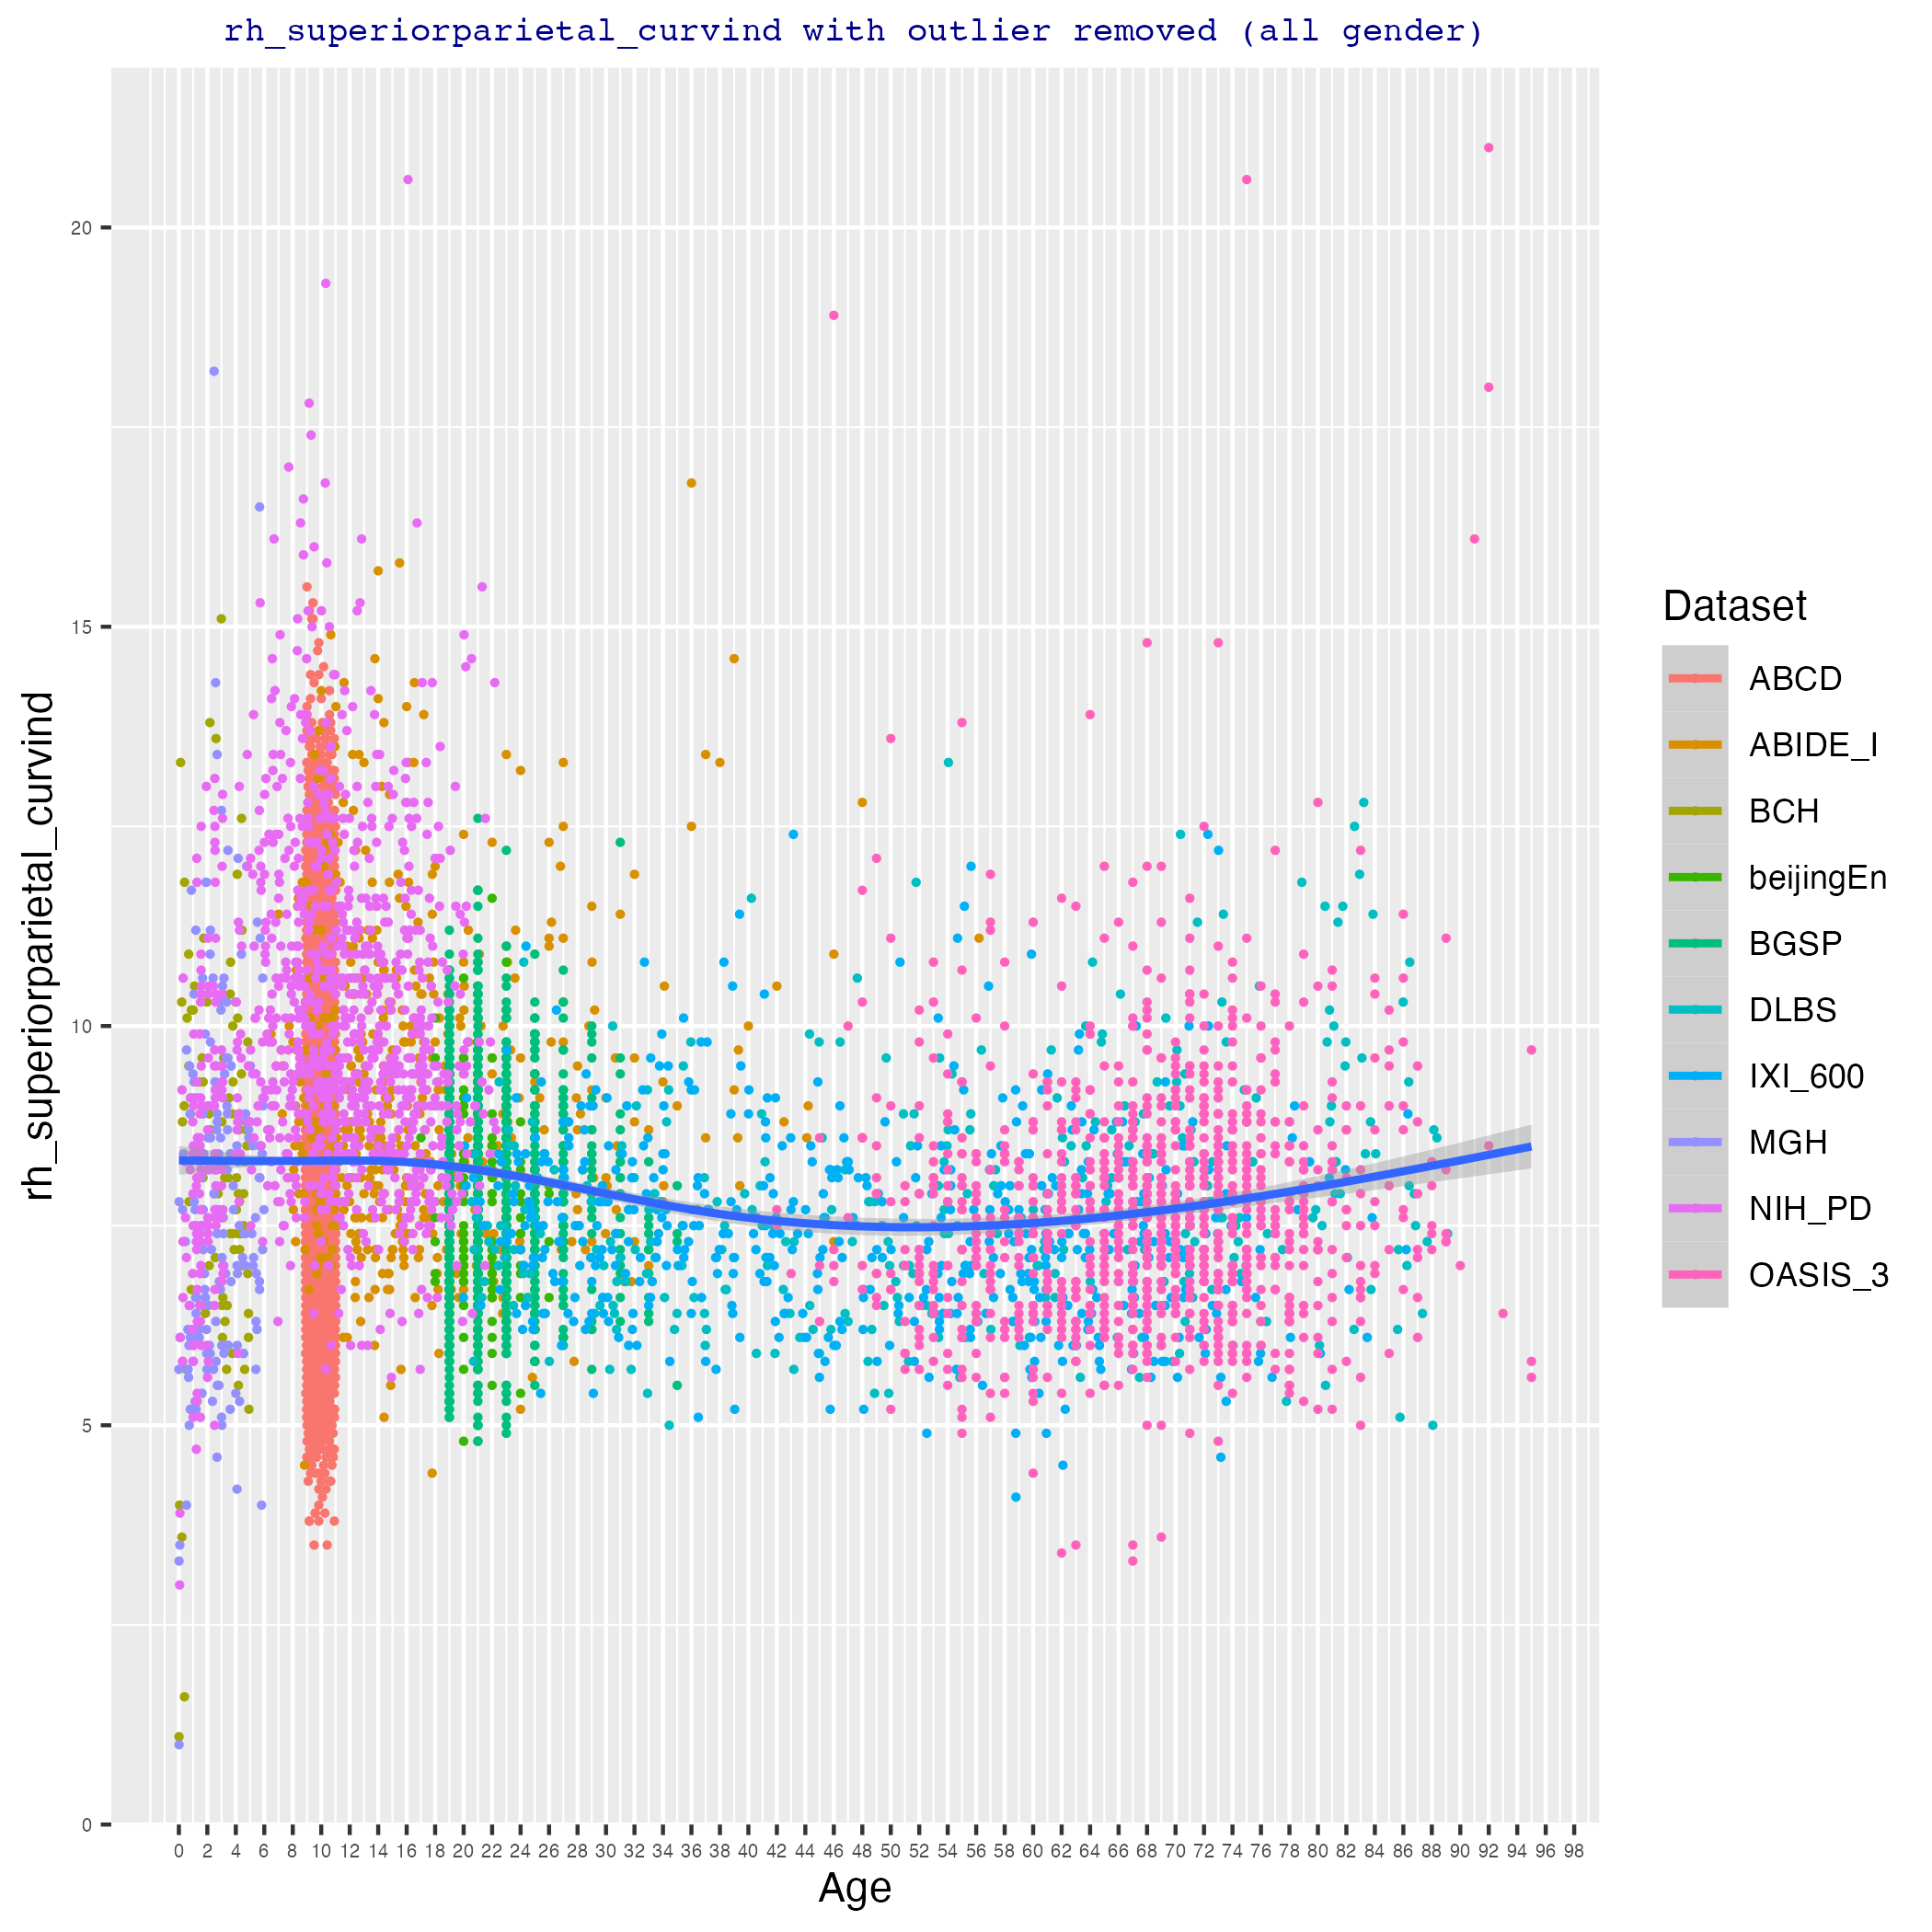 rh_superiorparietal_curvind with outlier removed (all gender)
rh_superiorparietal_curvind
20
15
10
5
0
0 2 4 6 8 10 12 14 16 18 20 22 24 26 28 30 32 34 36 38 40 42 44 46 48 50 52 54 56 58 60 62 64 66 68 70 72 74 76 78 80 82 84 86 88 90 92 94 96 98
Age
Dataset
ABCD
ABIDE_I
BCH
beijingEn
BGSP
DLBS
IXI_600
MGH
NIH_PD
OASIS_3